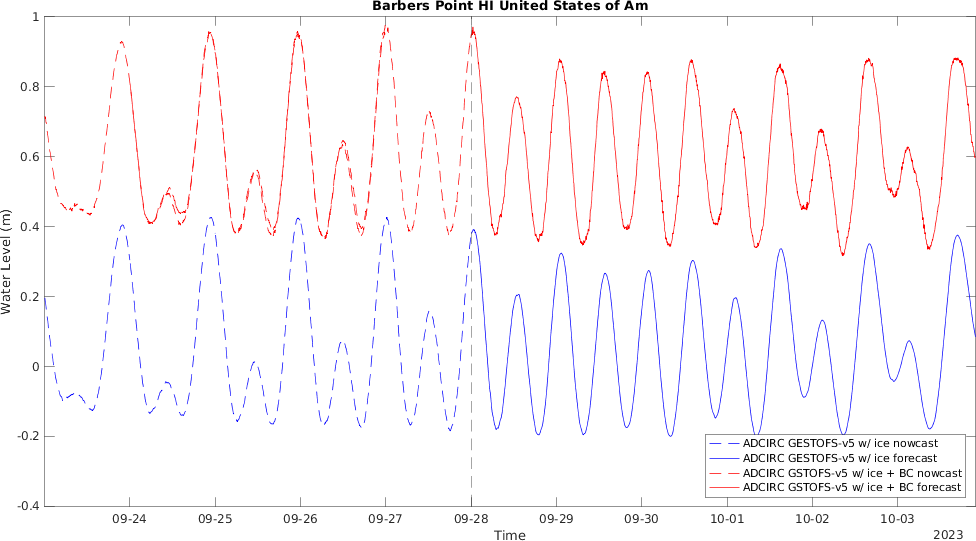 Barbers Point HI United States of Am
Water Level (m)
1
0.8
0.6
0.4
0.2
0
-0.2
-0.4
ADCIRC GESTOFS-v5 w/ ice nowcast
ADCIRC GESTOFS-v5 w/ ice forecast
ADCIRC GSTOFS-v5 w/ ice + BC nowcast
ADCIRC GSTOFS-v5 w/ ice + BC forecast
09-24 09-25 09-26 09-27 09-28 09-29 09-30 10-01 10-02 10-03
Time
2023